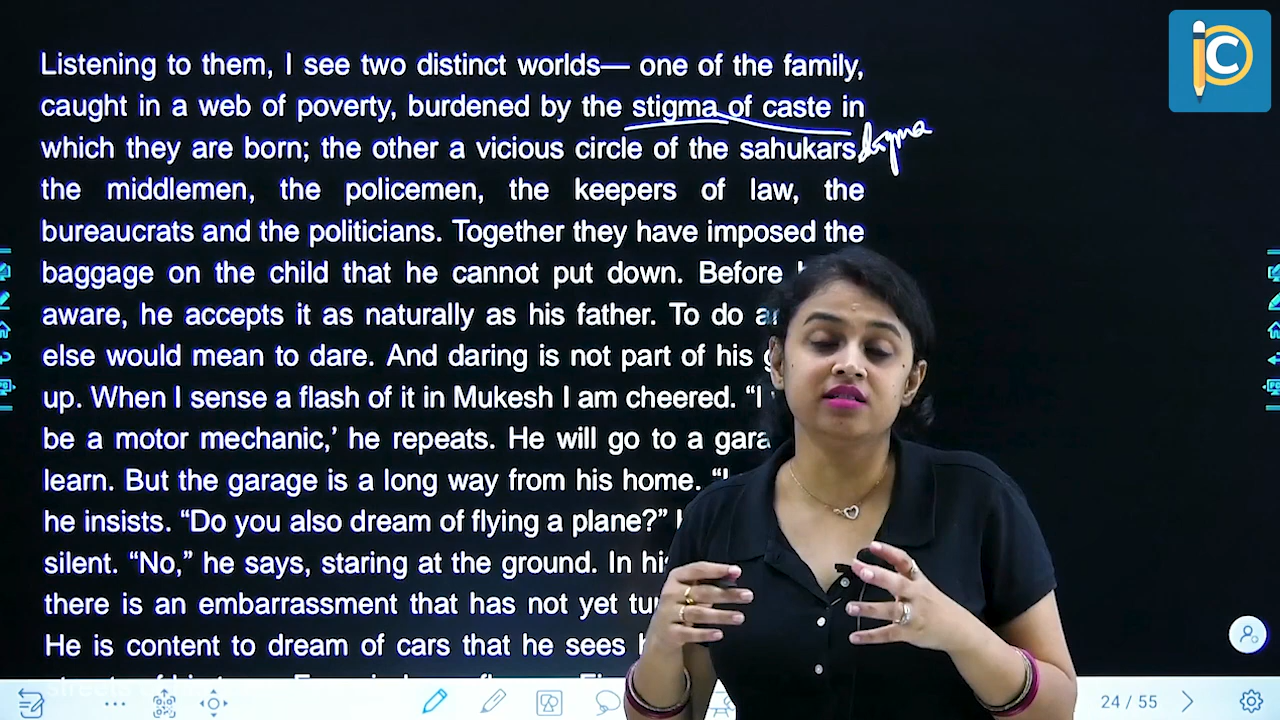 Listening to them, I see two distinct worlds— one of the family,
caught in a web of poverty, burdened by the stigma of caste in
which they are born; the other a vicious circle of the sahukars
the middlemen, the policemen, the keepers of law, the
bureaucrats and the politicians. Together they have imposed the
baggage on the child that he cannot put down. Before
aware, he accepts it as naturally as his father. To do
else would mean to dare. And daring is not part of his
up. When I sense a flash of it in Mukesh I am cheered. “I
be a motor mechanic,’ he repeats. He will go to a
learn. But the garage is a long way from his home.
he insists. “Do you also dream of flying a plane?”
silent. “No,” he says, staring at the ground. In
there is an embarrassment that has not yet
He is content to dream of cars that he sees
24 / 55